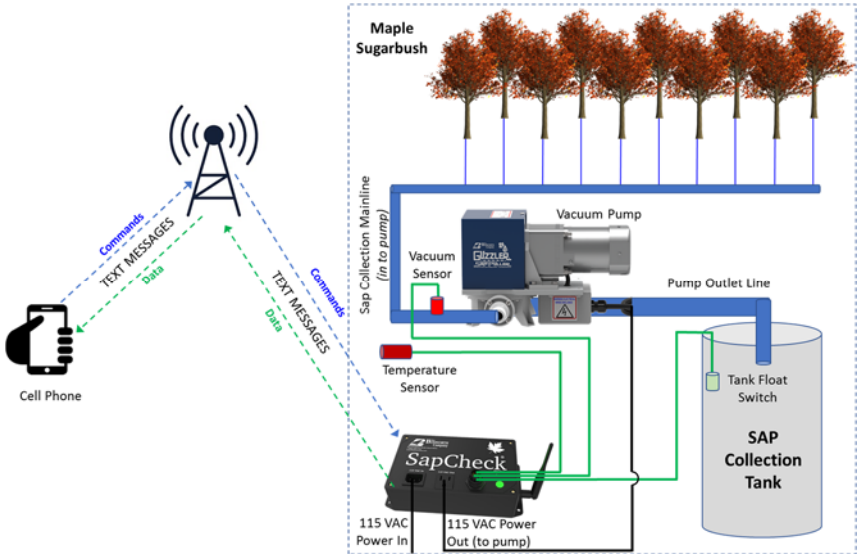 Maple
Sugarbush
Commands
TEXT MESSAGES
Data
Commands
TEXT MESSAGES
Data
Cell Phone
Sap Collection Mainline
(in to pump)
Vacuum Pump
GUZZLER
Vacuum
Sensor
Pump Outlet Line
Temperature
Sensor
Tank Float
Switch
SAP
Collection
Tank
SapCheck
115 VAC
Power In
115 VAC Power
Out (to pump)